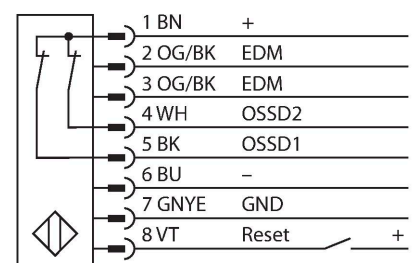 1 BN +
2 OG/BK EDM
3 OG/BK EDM
4 WH OSSD2
5 BK OSSD1
6 BU –
7 GNYE GND
8 VT Reset +